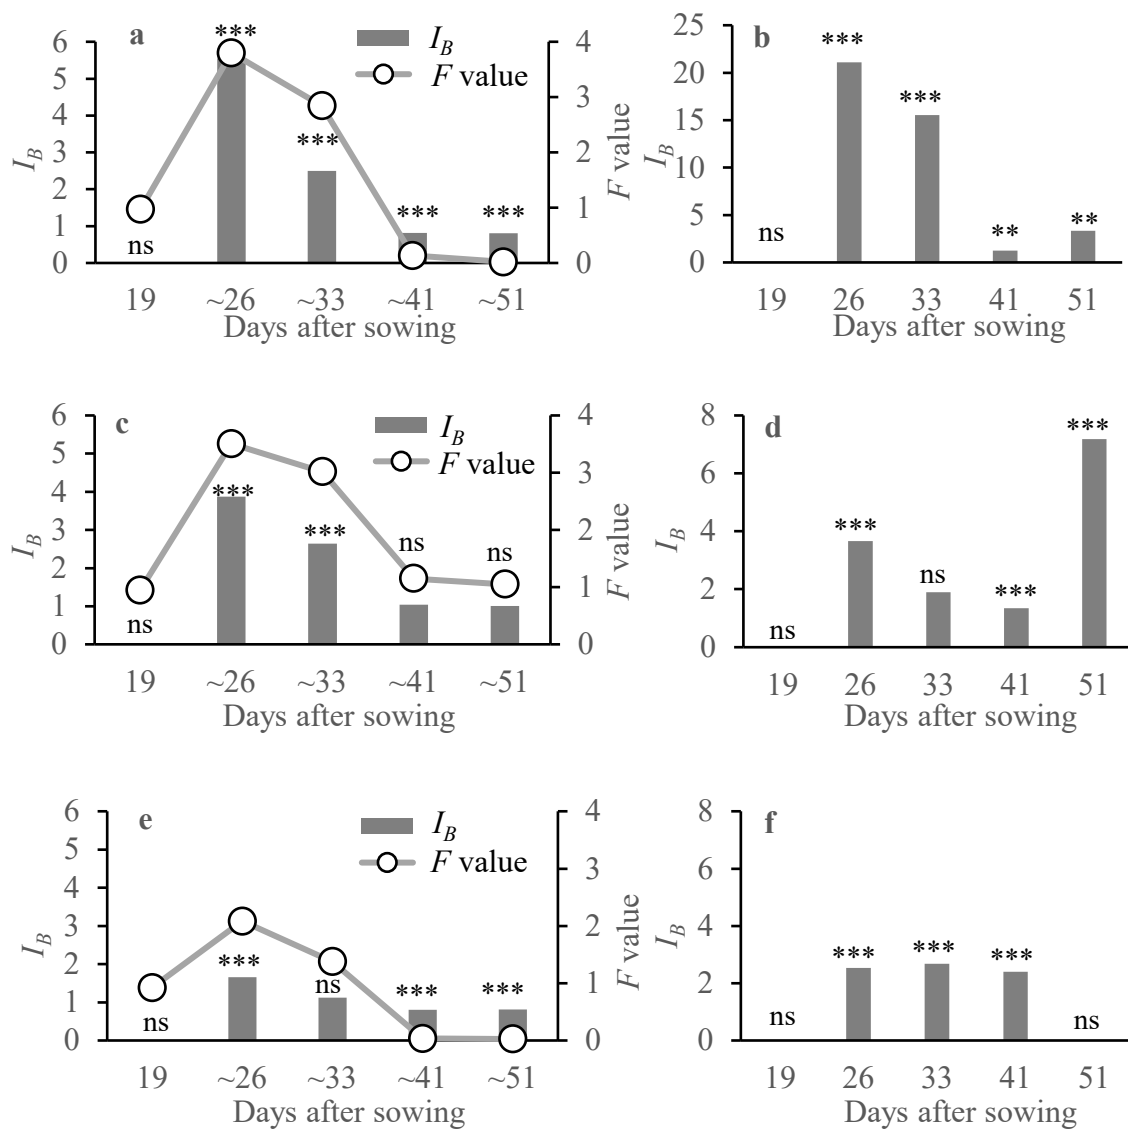 a
I_B
F value
6
5
4
3
2
1
0
I_B
4
3
2
1
0
F value
***
***
***
***
ns
19 ~26 ~33 ~41 ~51
Days after sowing
b
25
20
15
10
5
0
I_B
***
***
**
**
ns
19 26 33 41 51
Days after sowing
c
I_B
F value
6
5
4
3
2
1
0
I_B
4
3
2
1
0
F value
***
***
ns
ns
ns
19 ~26 ~33 ~41 ~51
Days after sowing
d
8
6
4
2
0
I_B
***
***
ns
***
ns
19 26 33 41 51
Days after sowing
e
I_B
F value
6
5
4
3
2
1
0
I_B
4
3
2
1
0
F value
***
ns
***
***
ns
19 ~26 ~33 ~41 ~51
Days after sowing
f
8
6
4
2
0
I_B
***
***
***
ns
ns
19 26 33 41 51
Days after sowing